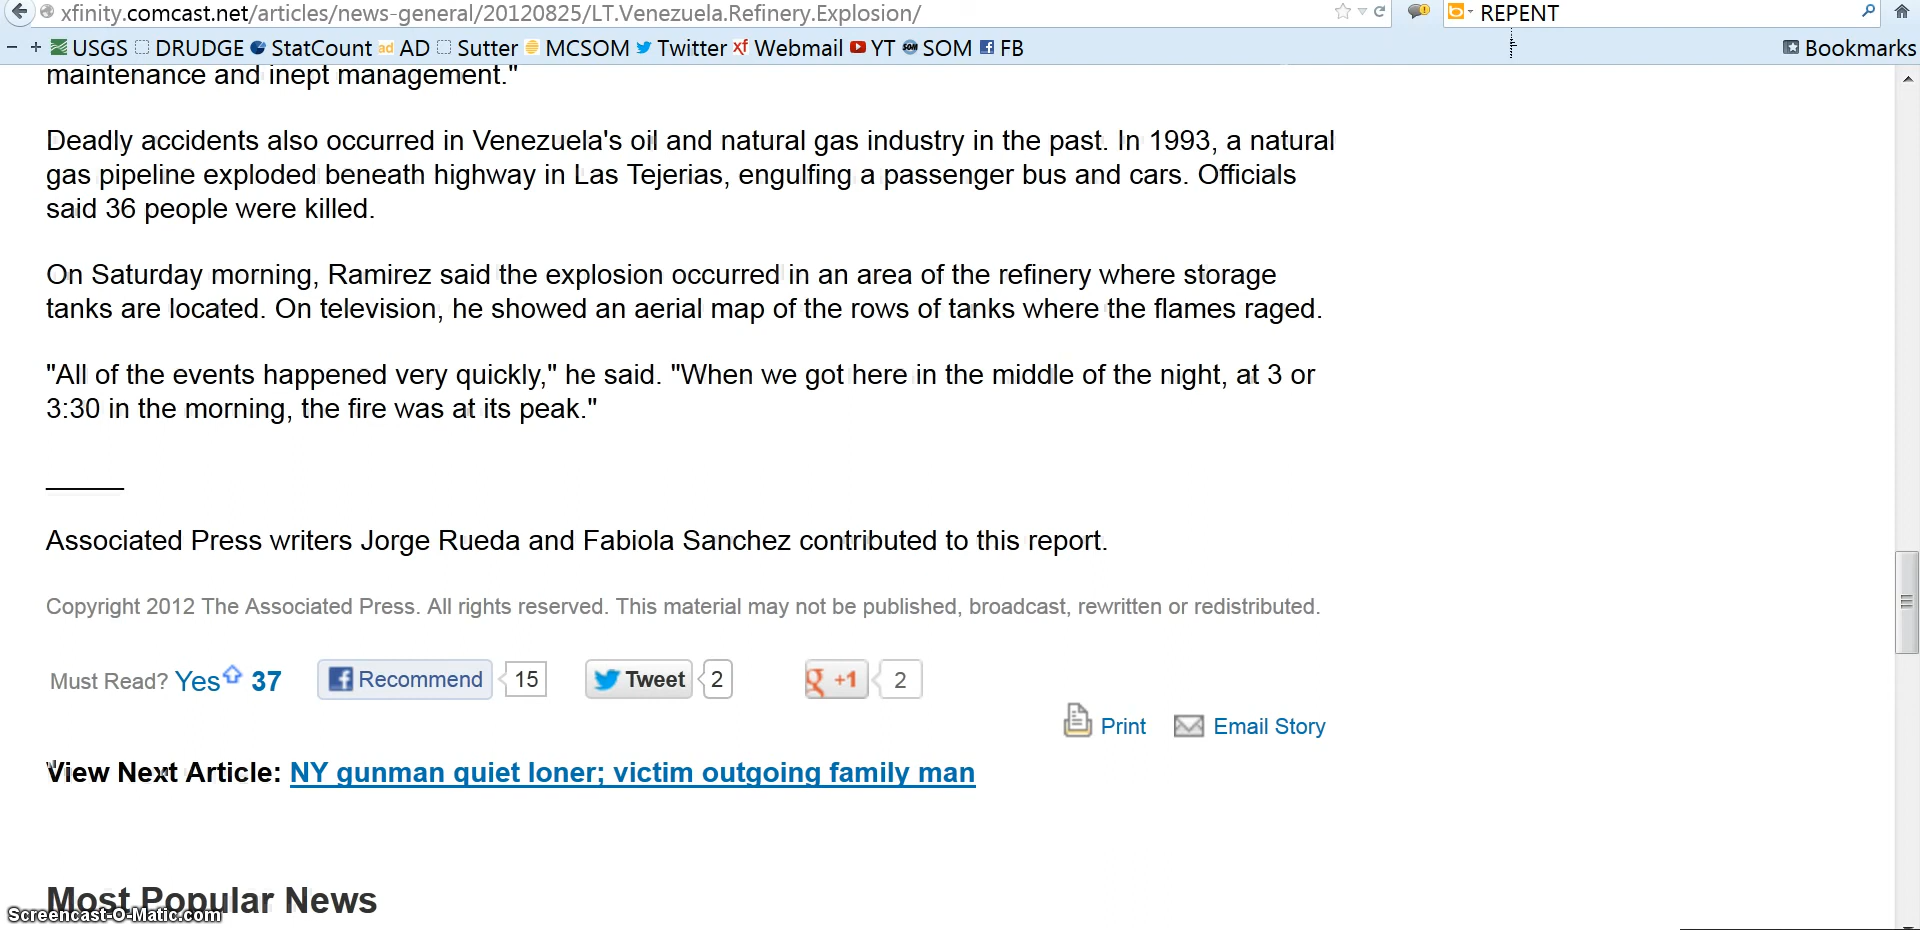 xfinity.comcast.net/articles/news-general/20120825/LT.Venezuela.Refinery.Explosion/ REPENT
USGS DRUDGE StatCount ad AD Sutter MCSOM Twitter xf Webmail YT SOM SOM FB Bookmarks
maintenance and inept management."
Deadly accidents also occurred in Venezuela's oil and natural gas industry in the past. In 1993, a natural
gas pipeline exploded beneath highway in Las Tejerias, engulfing a passenger bus and cars. Officials
said 36 people were killed.
On Saturday morning, Ramirez said the explosion occurred in an area of the refinery where storage
tanks are located. On television, he showed an aerial map of the rows of tanks where the flames raged.
"All of the events happened very quickly," he said. "When we got here in the middle of the night, at 3 or
3:30 in the morning, the fire was at its peak."
Associated Press writers Jorge Rueda and Fabiola Sanchez contributed to this report.
Copyright 2012 The Associated Press. All rights reserved. This material may not be published, broadcast, rewritten or redistributed.
Must Read? Yes 37 Recommend 15 Tweet 2 g +1 2
Print Email Story
View Next Article: NY gunman quiet loner; victim outgoing family man
Most Popular News
Screencast-O-Matic.com